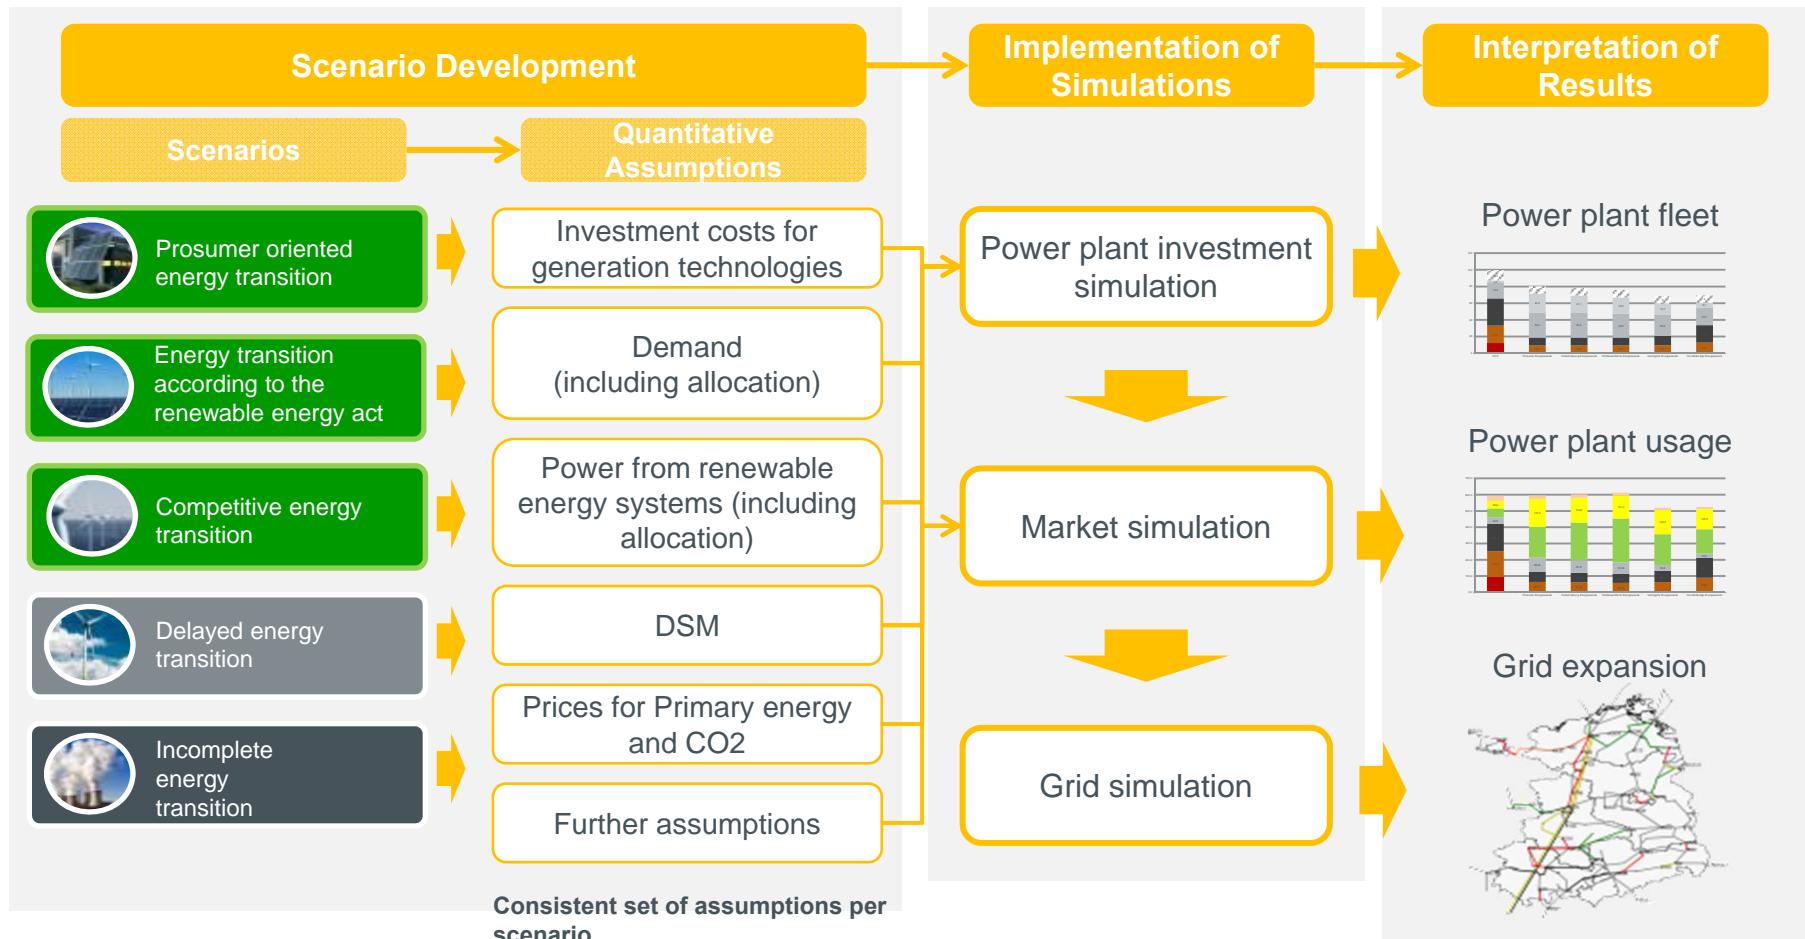 Scenario Development
Implementation of
Simulations
Interpretation of
Results
Scenarios
Quantitative
Assumptions
Prosumer oriented
energy transition
Energy transition
according to the
renewable energy act
Competitive energy
transition
Delayed energy
transition
Incomplete
energy
transition
Investment costs for
generation technologies
Demand
(including allocation)
Power from renewable
energy systems (including
allocation)
DSM
Prices for Primary energy
and CO2
Further assumptions
Consistent set of assumptions per
scenario
Power plant investment
simulation
Market simulation
Grid simulation
Power plant fleet
Power plant usage
Grid expansion